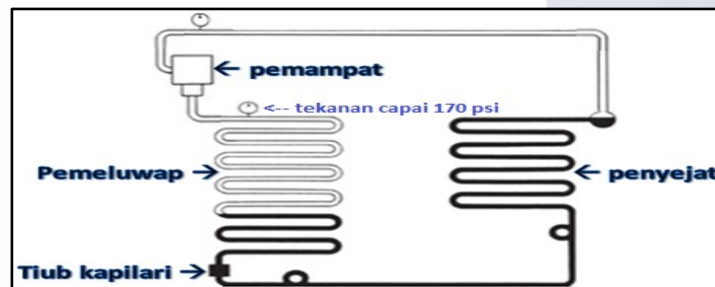 ← pemampat
<-- tekanan capai 170 psi
Pemeluwap →
← penyejat
Tiub kapilari →